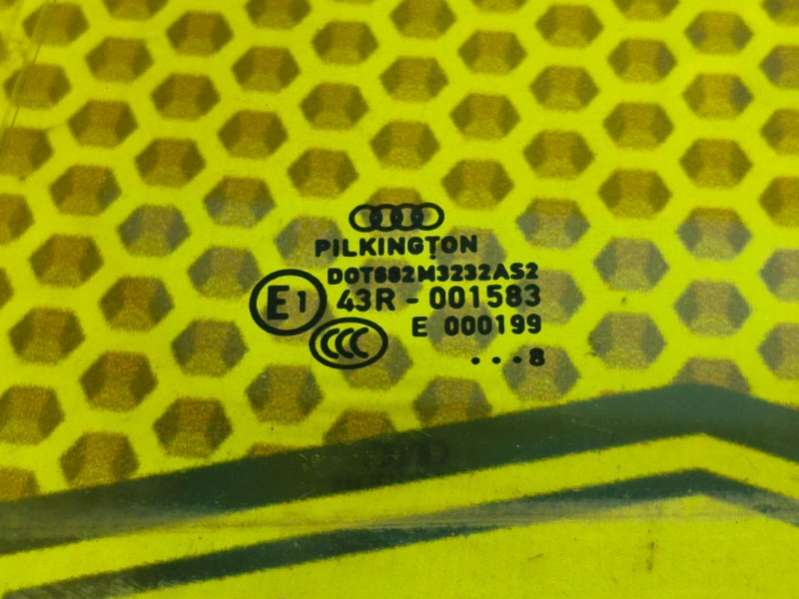 PILKINGTON
DOT682M3232AS2
E1 43R - 001583
E 000199
CCC
...8